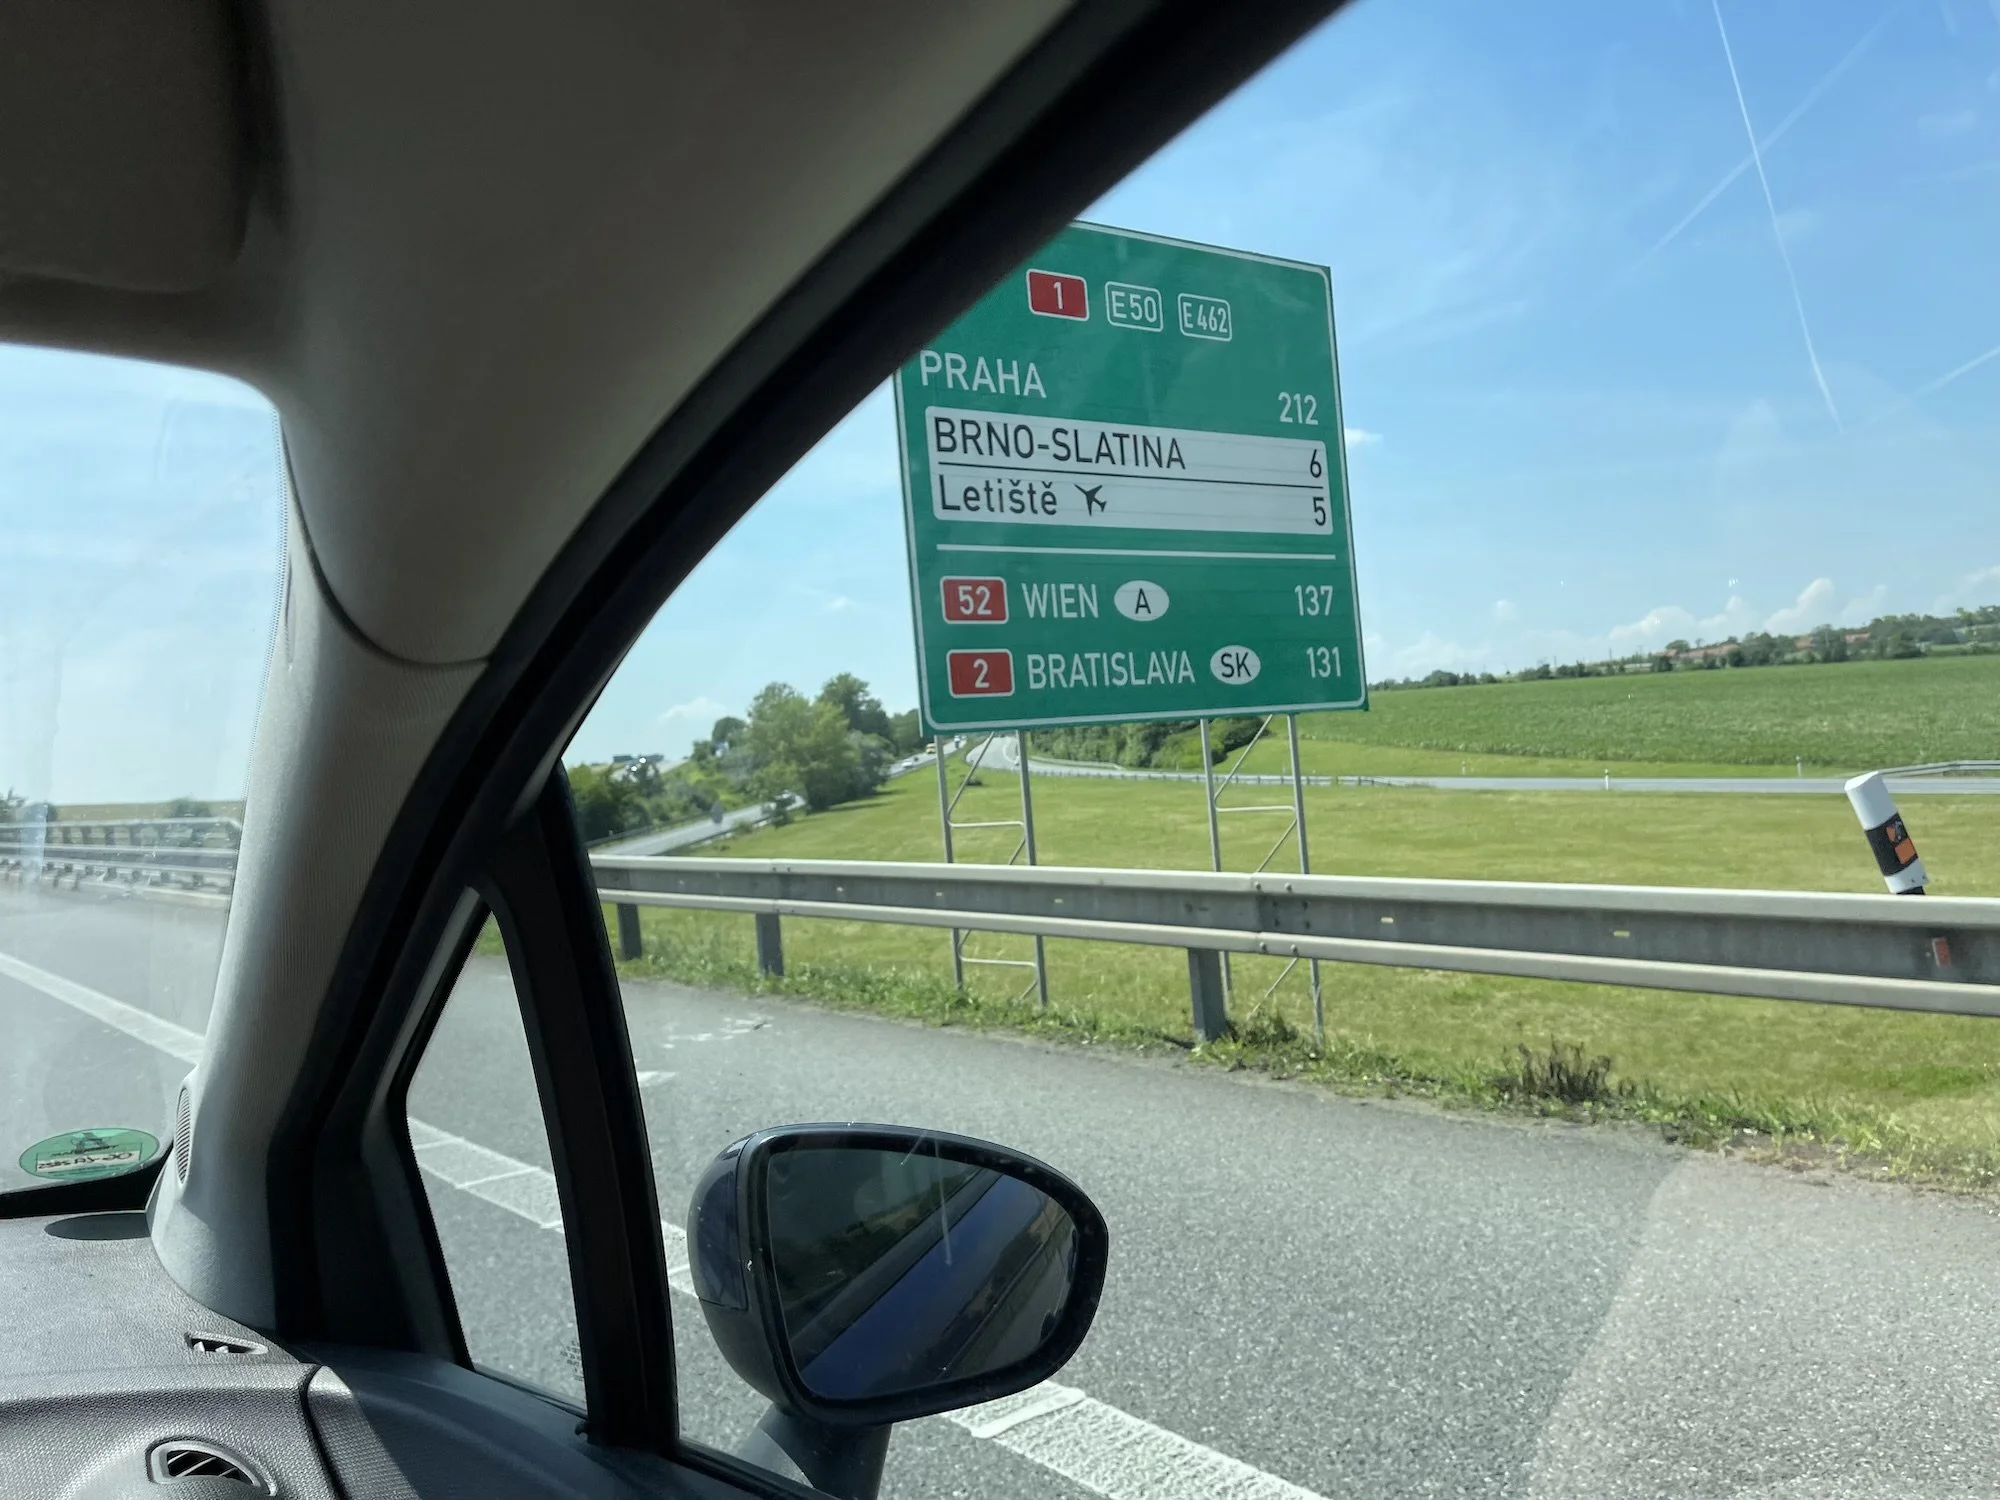 1 E50 E462
PRAHA 212
BRNO-SLATINA 6
Letiště 5
52 WIEN A 137
2 BRATISLAVA SK 131